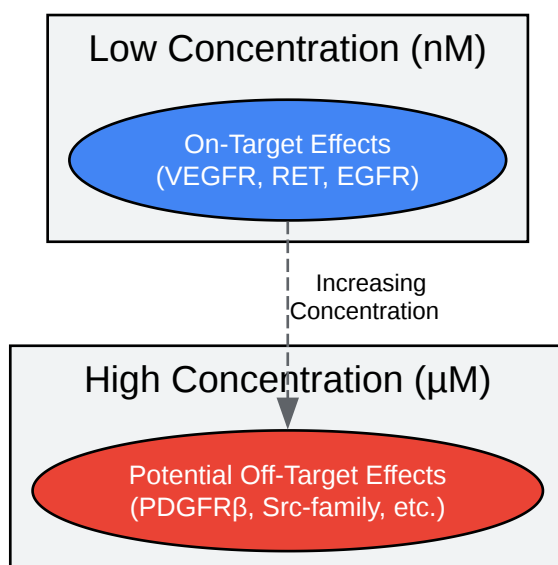 Low Concentration (nM)
On-Target Effects
(VEGFR, RET, EGFR)
Increasing
Concentration
High Concentration (µM)
Potential Off-Target Effects
(PDGFRβ, Src-family, etc.)